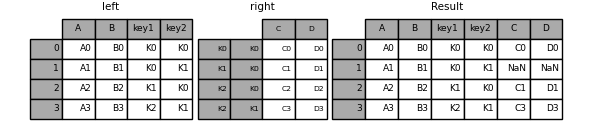 left right Result
A B key1 key2 C D A B key1 key2 C D
0 A0 B0 K0 K0 K0 K0 C0 D0 0 A0 B0 K0 K0 C0 D0
1 A1 B1 K0 K1 K1 K0 C1 D1 1 A1 B1 K0 K1 NaN NaN
2 A2 B2 K1 K0 K2 K0 C2 D2 2 A2 B2 K1 K0 C1 D1
3 A3 B3 K2 K1 K2 K1 C3 D3 3 A3 B3 K2 K1 C3 D3